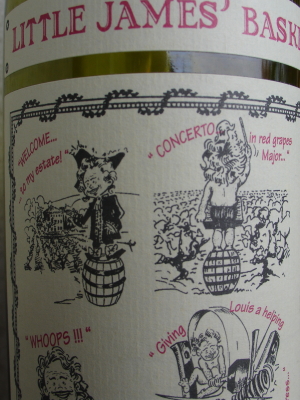 LITTLE JAMES' BASK
"WELCOME...
...to my estate! "
" CONCERTO
in red grapes
Major..."
"WHOOPS !!! "
" Giving
Louis a helping